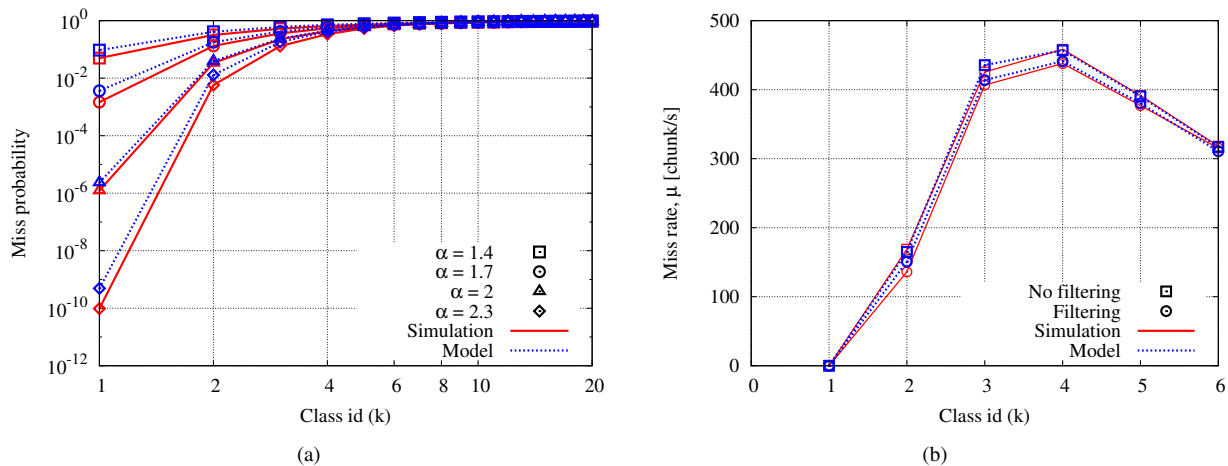 10^0
10^-2
10^-4
10^-6
10^-8
10^-10
10^-12
Miss probability
α = 1.4
α = 1.7
α = 2
α = 2.3
Simulation
Model
1 2 4 6 8 10 20
Class id (k)
(a)
500
400
300
200
100
0
Miss rate, μ [chunk/s]
No filtering
Filtering
Simulation
Model
0 1 2 3 4 5 6
Class id (k)
(b)